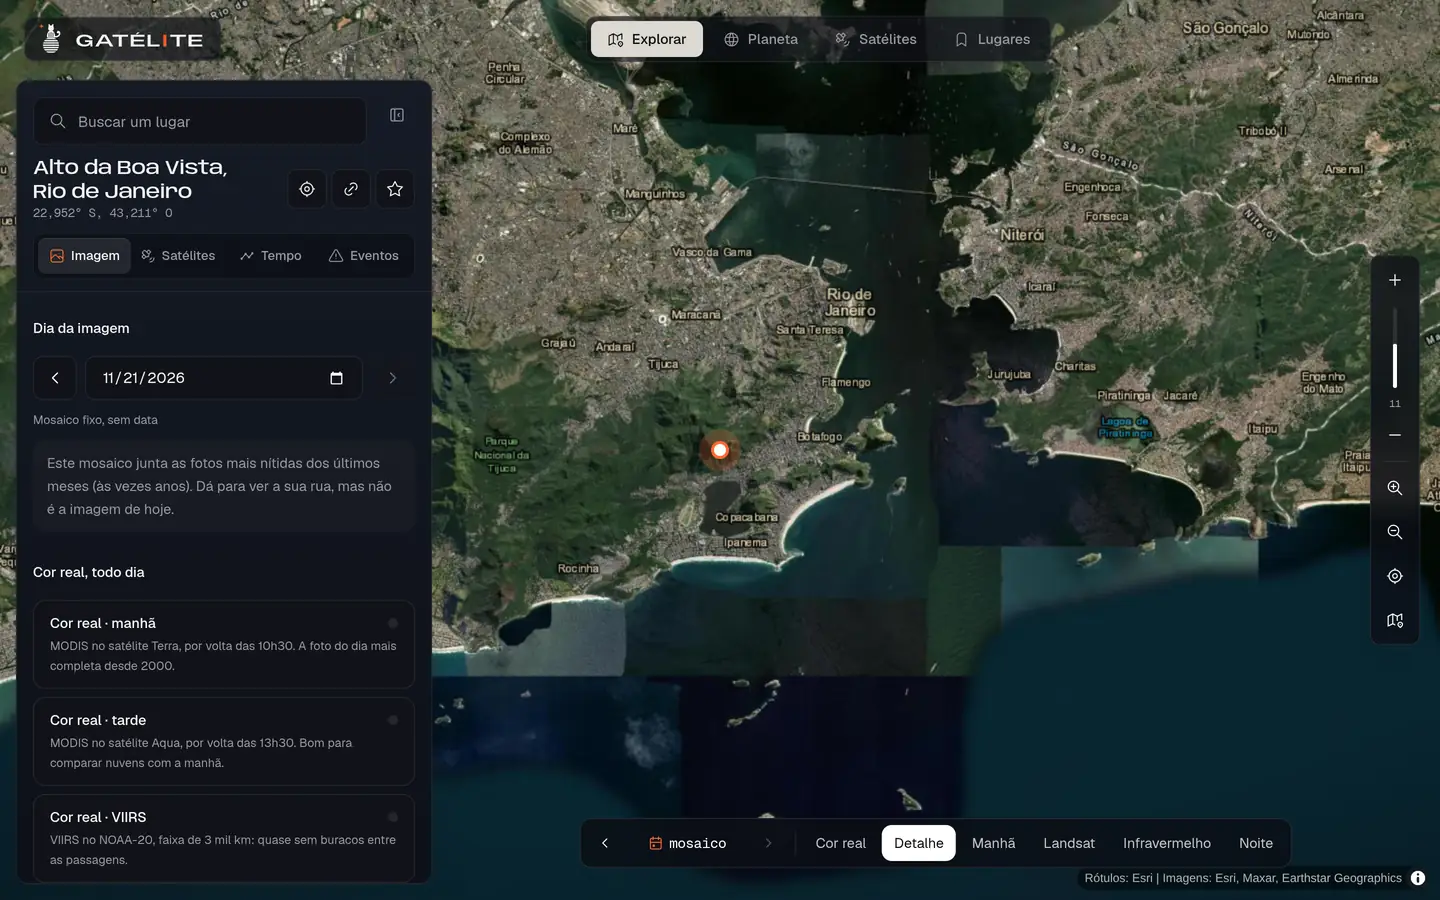 GATÉLITE
Explorar
Planeta
Satélites
Lugares
Buscar um lugar
Alto da Boa Vista,
Rio de Janeiro
22,952° S, 43,211° O
Imagem
Satélites
Tempo
Eventos
Dia da imagem
11/21/2026
Mosaico fixo, sem data
Este mosaico junta as fotos mais nítidas dos últimos
meses (às vezes anos). Dá para ver a sua rua, mas não
é a imagem de hoje.
Cor real, todo dia
Cor real · manhã
MODIS no satélite Terra, por volta das 10h30. A foto do dia mais
completa desde 2000.
Cor real · tarde
MODIS no satélite Aqua, por volta das 13h30. Bom para
comparar nuvens com a manhã.
Cor real · VIIRS
VIIRS no NOAA-20, faixa de 3 mil km: quase sem buracos entre
as passagens.
Rio de
Penha
Circular
Complexo
do Alemão
Maré
Manguinhos
Vasco da Gama
Rio de
Janeiro
Santa Teresa
Maracanã
Grajaú
Andaraí
Tijuca
Flamengo
Botafogo
Parque
Nacional da
Tijuca
Copacabana
Ipanema
Rocinha
São Gonçalo
Alcântara
Mutondo
Almerinda
Tribobó II
São Gonçalo
Arsenal
Engenhoca
Fonseca
Niterói
Niterói
Icaraí
Jurujuba
Charitas
Piratininga
Jacaré
Engenho
do Mato
Lagoa de
Piratininga
Itaipu
Praia
Itaipu
11
mosaico
Cor real
Detalhe
Manhã
Landsat
Infravermelho
Noite
Rótulos: Esri | Imagens: Esri, Maxar, Earthstar Geographics